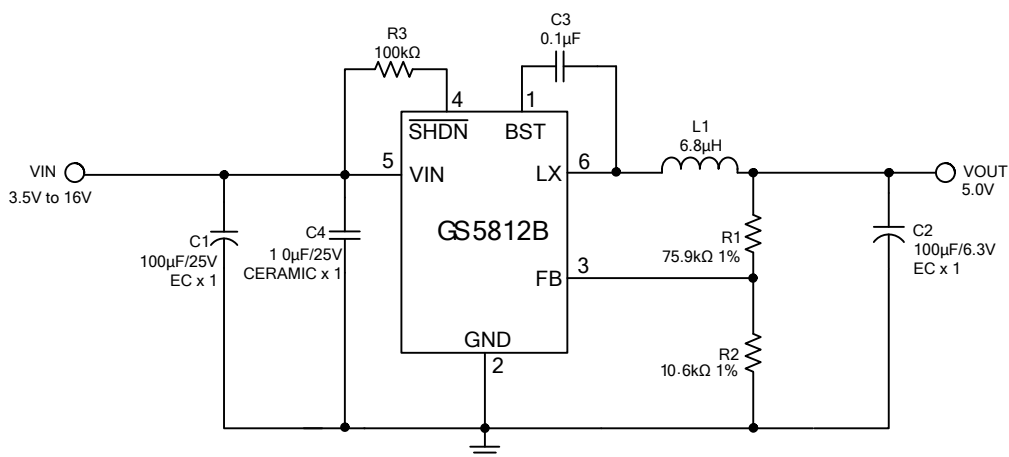 C3
0.1µF
R3
100kΩ
4
1
SHDN
BST
L1
6.8µH
VIN
3.5V to 16V
5
VIN
LX
6
VOUT
5.0V
GS5812B
C1
100µF/25V
EC x 1
C4
1 0µF/25V
CERAMIC x 1
R1
75.9kΩ 1%
C2
100µF/6.3V
EC x 1
FB
3
GND
2
R2
10.6kΩ 1%